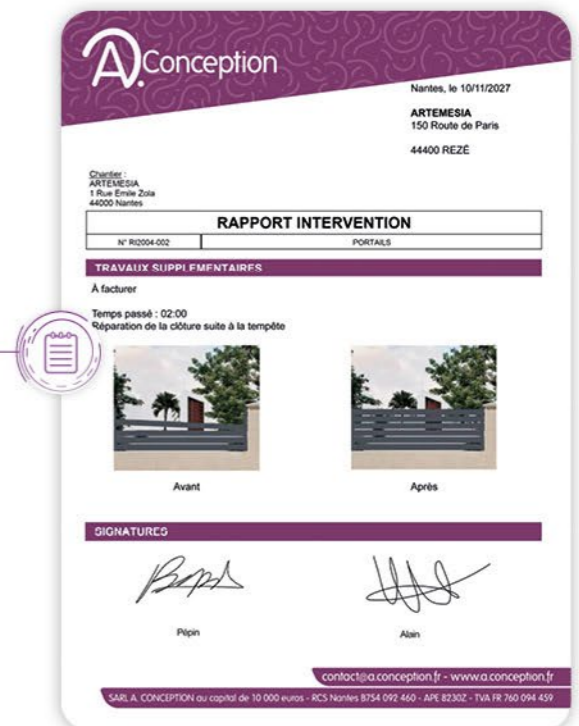 A.Conception
Nantes, le 10/11/2027
ARTEMESIA
150 Route de Paris
44400 REZÉ
Chantier :
ARTEMESIA
1 Rue Emile Zola
44000 Nantes
RAPPORT INTERVENTION
N° RI2004-002
PORTAILS
TRAVAUX SUPPLEMENTAIRES
À facturer
Temps passé : 02:00
Réparation de la clôture suite à la tempête
Avant
Après
SIGNATURES
Pépin
Alain
contact@a.conception.fr - www.a.conception.fr
SARL A. CONCEPTION au capital de 10 000 euros - RCS Nantes B754 092 460 - APE 8230Z - TVA FR 760 094 459